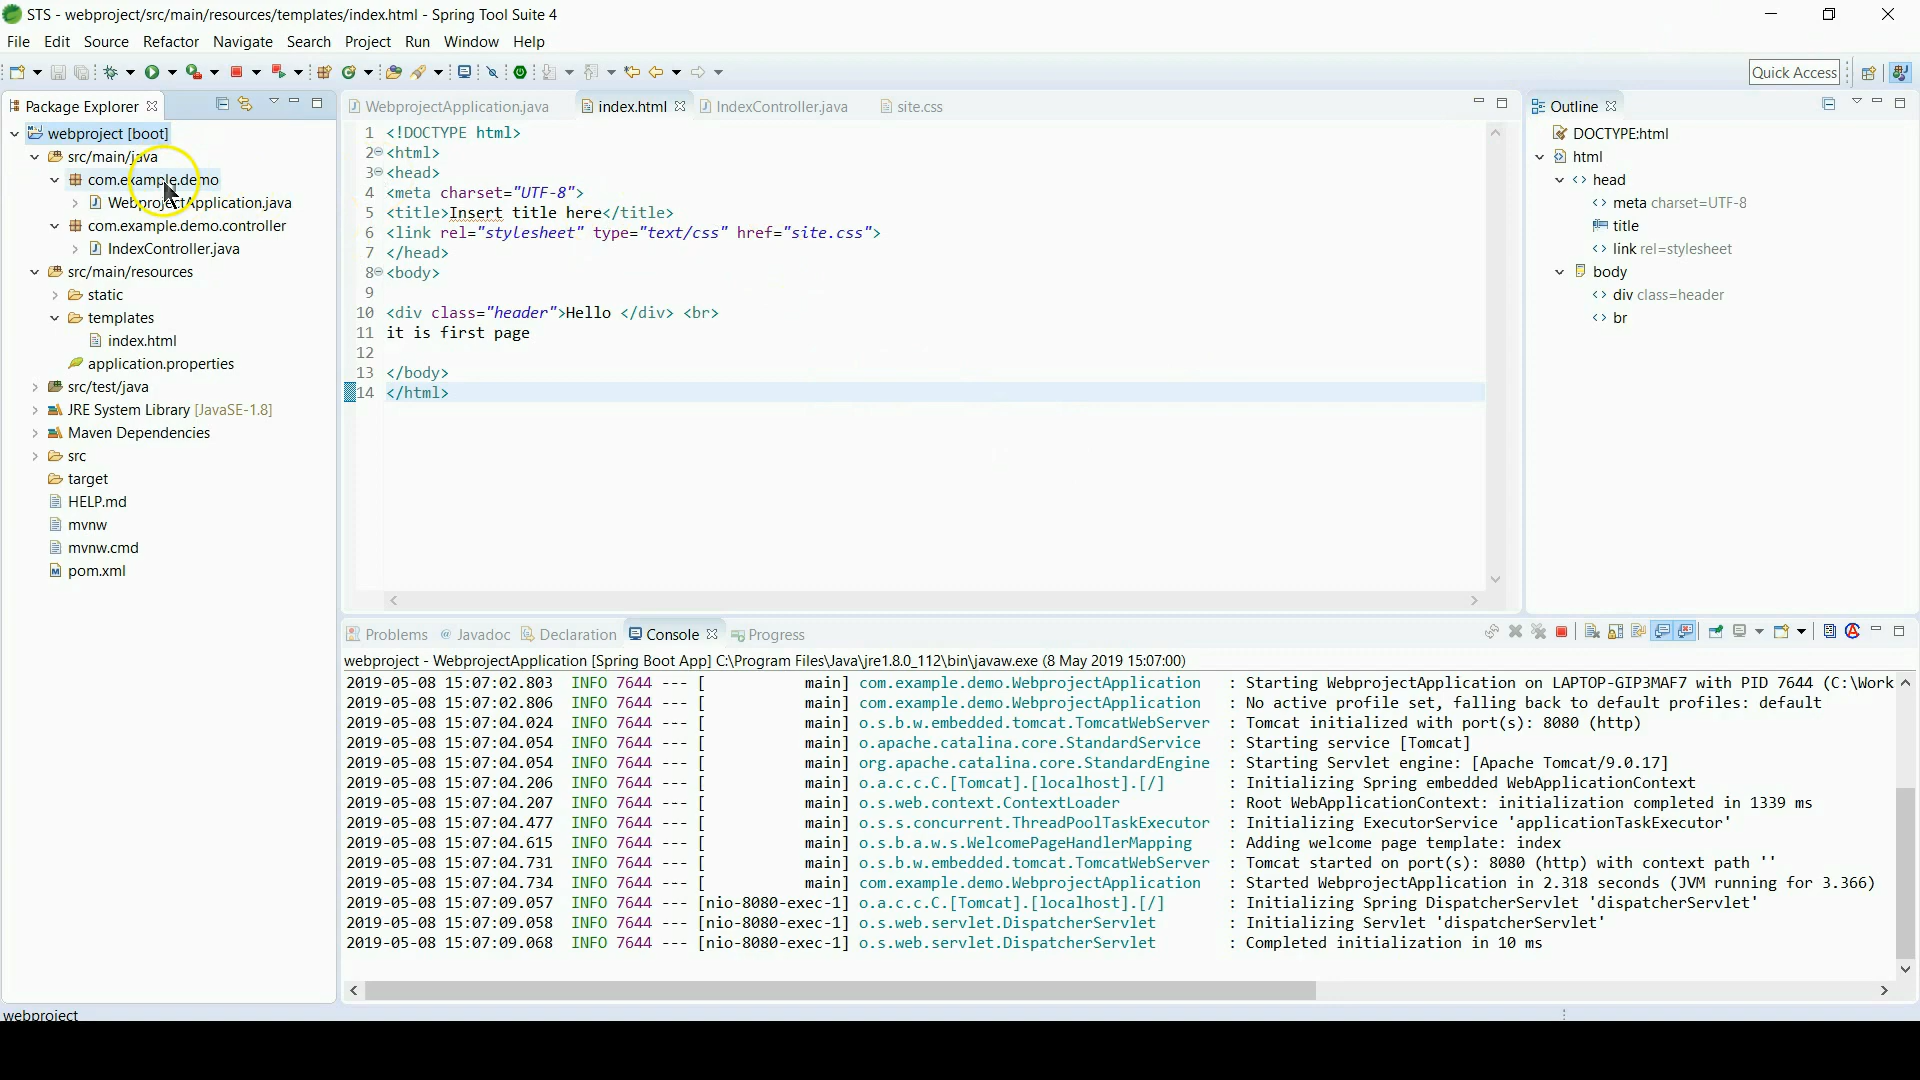 STS - webproject/src/main/resources/templates/index.html - Spring Tool Suite 4
File Edit Source Refactor Navigate Search Project Run Window Help
Quick Access
Package Explorer
webproject [boot]
src/main/java
com.example.demo
WebprojectApplication.java
com.example.demo.controller
IndexController.java
src/main/resources
static
templates
index.html
application.properties
src/test/java
JRE System Library [JavaSE-1.8]
Maven Dependencies
src
target
HELP.md
mvnw
mvnw.cmd
pom.xml
WebprojectApplication.java index.html IndexController.java site.css
1 <!DOCTYPE html>
2 <html>
3 <head>
4 <meta charset="UTF-8">
5 <title>Insert title here</title>
6 <link rel="stylesheet" type="text/css" href="site.css">
7 </head>
8 <body>
9
10 <div class="header">Hello </div> <br>
11 it is first page
12
13 </body>
14 </html>
Outline
DOCTYPE:html
html
head
meta charset=UTF-8
title
link rel=stylesheet
body
div class=header
br
Problems @ Javadoc Declaration Console Progress
webproject - WebprojectApplication [Spring Boot App] C:\Program Files\Java\jre1.8.0_112\bin\javaw.exe (8 May 2019 15:07:00)
2019-05-08 15:07:02.803 INFO 7644 --- [ main] com.example.demo.WebprojectApplication : Starting WebprojectApplication on LAPTOP-GIP3MAF7 with PID 7644 (C:\Work
2019-05-08 15:07:02.806 INFO 7644 --- [ main] com.example.demo.WebprojectApplication : No active profile set, falling back to default profiles: default
2019-05-08 15:07:04.024 INFO 7644 --- [ main] o.s.b.w.embedded.tomcat.TomcatWebServer : Tomcat initialized with port(s): 8080 (http)
2019-05-08 15:07:04.054 INFO 7644 --- [ main] o.apache.catalina.core.StandardService : Starting service [Tomcat]
2019-05-08 15:07:04.054 INFO 7644 --- [ main] org.apache.catalina.core.StandardEngine : Starting Servlet engine: [Apache Tomcat/9.0.17]
2019-05-08 15:07:04.206 INFO 7644 --- [ main] o.a.c.c.C.[Tomcat].[localhost].[/] : Initializing Spring embedded WebApplicationContext
2019-05-08 15:07:04.207 INFO 7644 --- [ main] o.s.web.context.ContextLoader : Root WebApplicationContext: initialization completed in 1339 ms
2019-05-08 15:07:04.477 INFO 7644 --- [ main] o.s.s.concurrent.ThreadPoolTaskExecutor : Initializing ExecutorService 'applicationTaskExecutor'
2019-05-08 15:07:04.615 INFO 7644 --- [ main] o.s.b.a.w.s.WelcomePageHandlerMapping : Adding welcome page template: index
2019-05-08 15:07:04.731 INFO 7644 --- [ main] o.s.b.w.embedded.tomcat.TomcatWebServer : Tomcat started on port(s): 8080 (http) with context path ''
2019-05-08 15:07:04.734 INFO 7644 --- [ main] com.example.demo.WebprojectApplication : Started WebprojectApplication in 2.318 seconds (JVM running for 3.366)
2019-05-08 15:07:09.057 INFO 7644 --- [nio-8080-exec-1] o.a.c.c.C.[Tomcat].[localhost].[/] : Initializing Spring DispatcherServlet 'dispatcherServlet'
2019-05-08 15:07:09.058 INFO 7644 --- [nio-8080-exec-1] o.s.web.servlet.DispatcherServlet : Initializing Servlet 'dispatcherServlet'
2019-05-08 15:07:09.068 INFO 7644 --- [nio-8080-exec-1] o.s.web.servlet.DispatcherServlet : Completed initialization in 10 ms
webproject